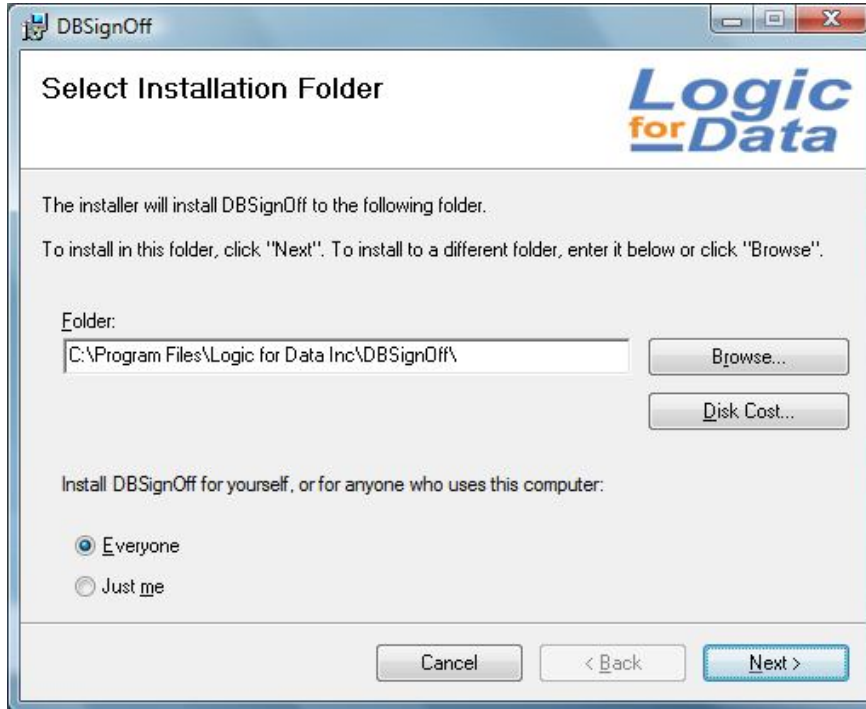 DBSignOff
Select Installation Folder
Logic
for Data
The installer will install DBSignOff to the following folder.
To install in this folder, click "Next". To install to a different folder, enter it below or click "Browse".
Folder:
C:\Program Files\Logic for Data Inc\DBSignOff\
Browse...
Disk Cost...
Install DBSignOff for yourself, or for anyone who uses this computer:
Everyone
Just me
Cancel
< Back
Next >